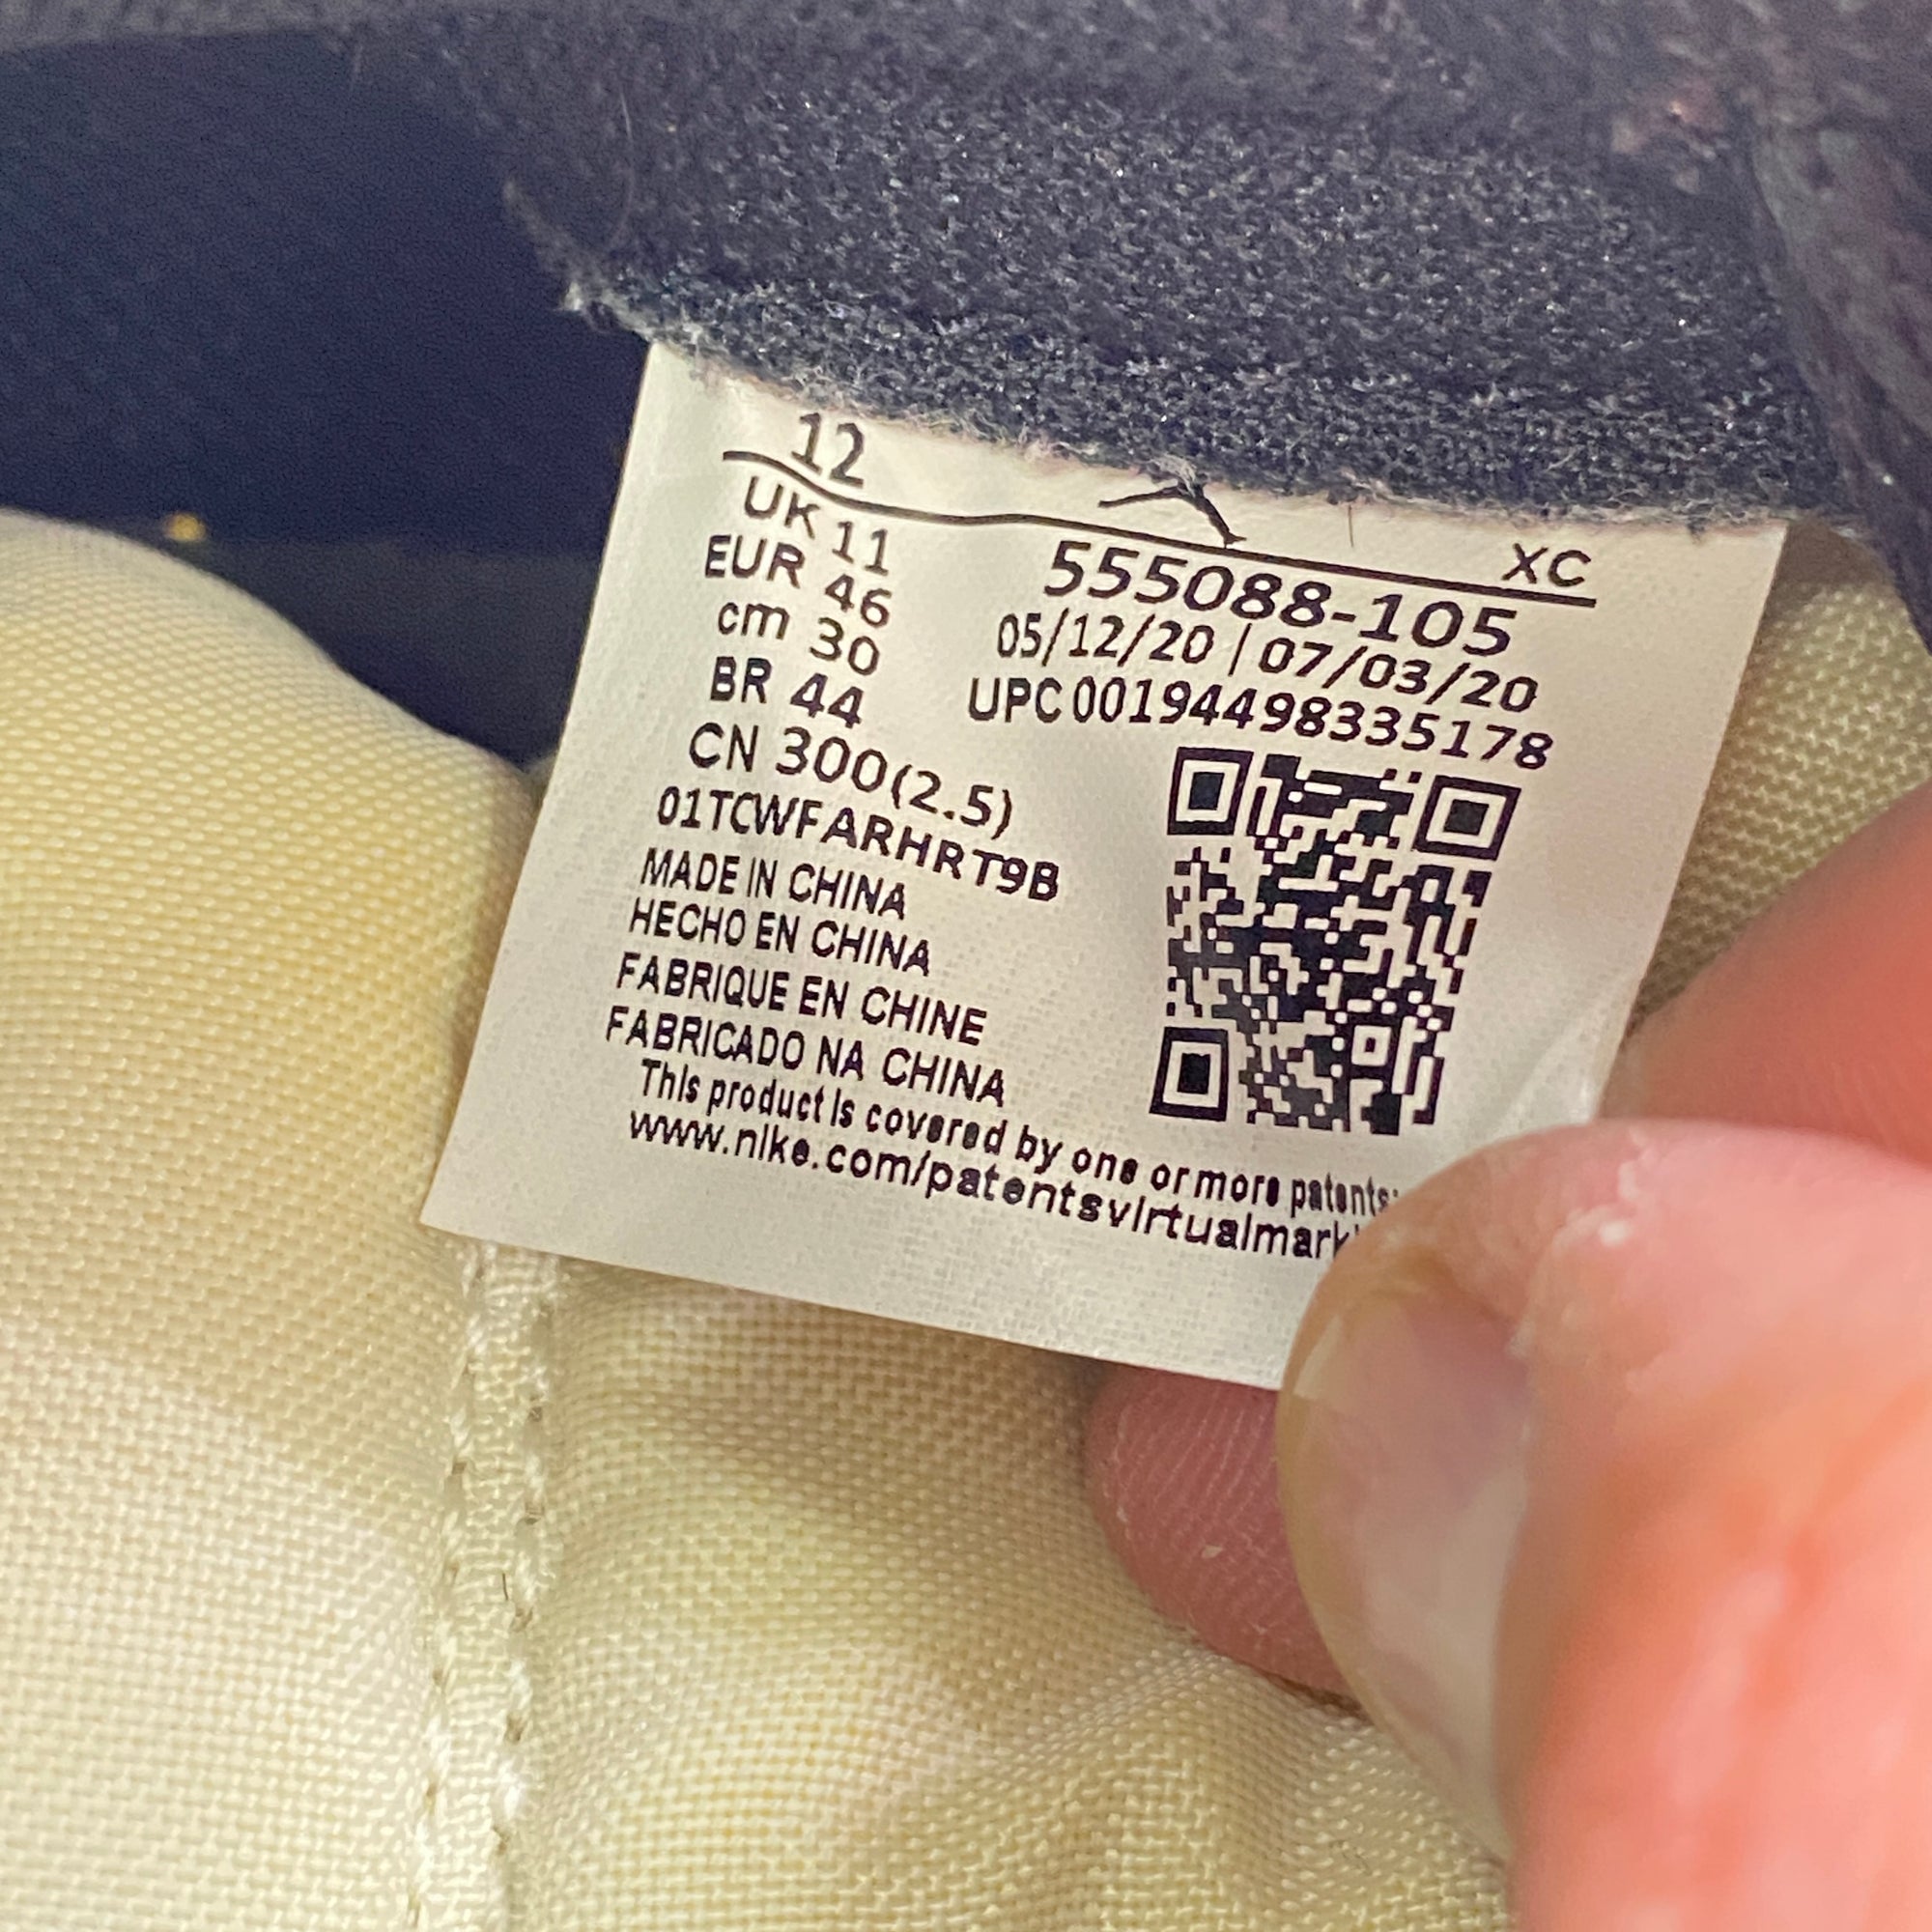 12
XC
UK 11
EUR 46
cm 30
BR 44
CN 300(2.5)
01TCWFARHRT9B
555088-105
05/12/20 | 07/03/20
UPC 00194498335178
MADE IN CHINA
HECHO EN CHINA
FABRIQUE EN CHINE
FABRICADO NA CHINA
This product is covered by one or more patents:
www.nike.com/patentsvirtualmark